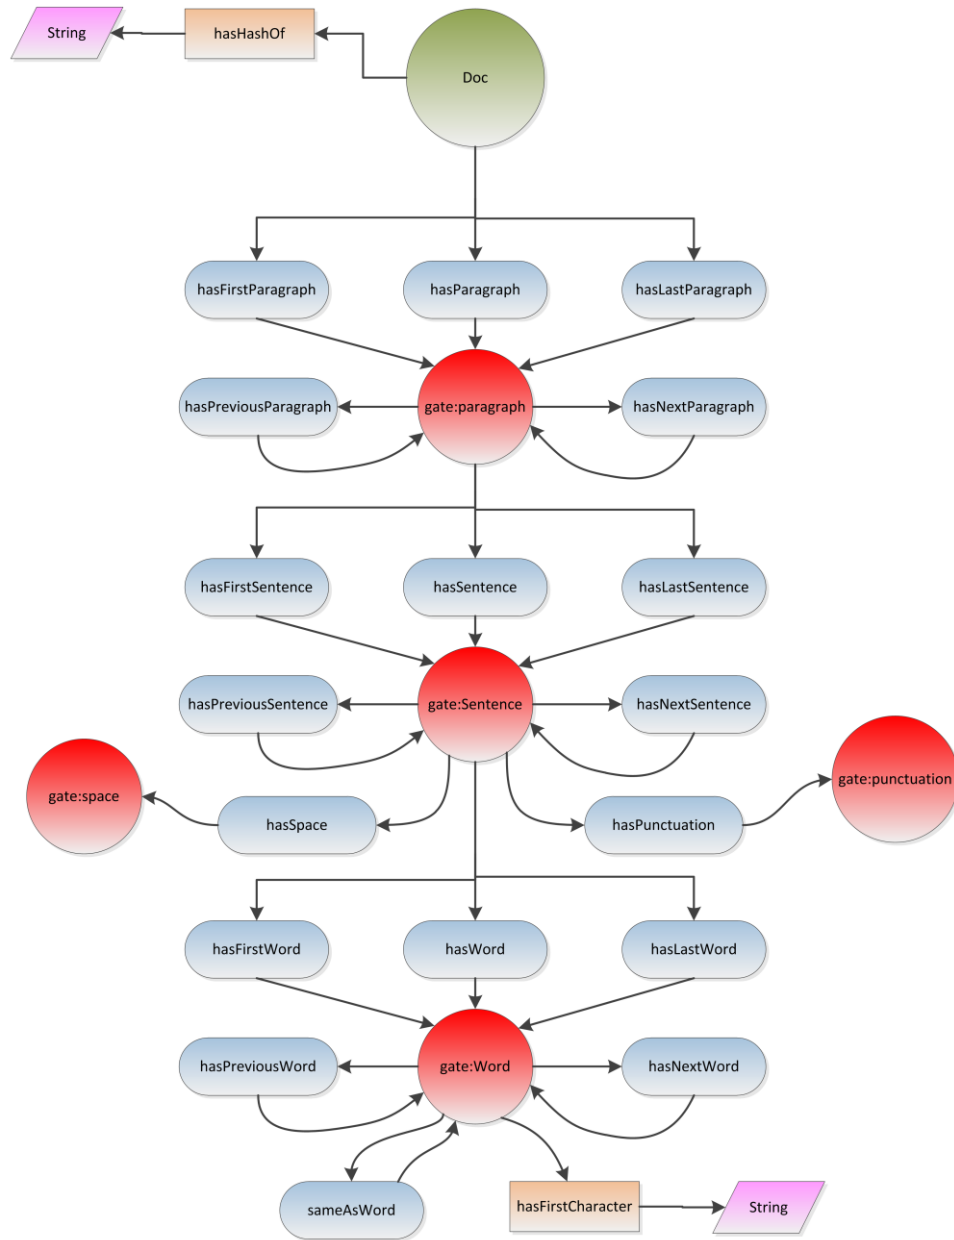 String
hasHashOf
Doc
hasFirstParagraph
hasParagraph
hasLastParagraph
hasPreviousParagraph
gate:paragraph
hasNextParagraph
hasFirstSentence
hasSentence
hasLastSentence
hasPreviousSentence
gate:Sentence
hasNextSentence
gate:space
hasSpace
hasPunctuation
gate:punctuation
hasFirstWord
hasWord
hasLastWord
hasPreviousWord
gate:Word
hasNextWord
sameAsWord
hasFirstCharacter
String